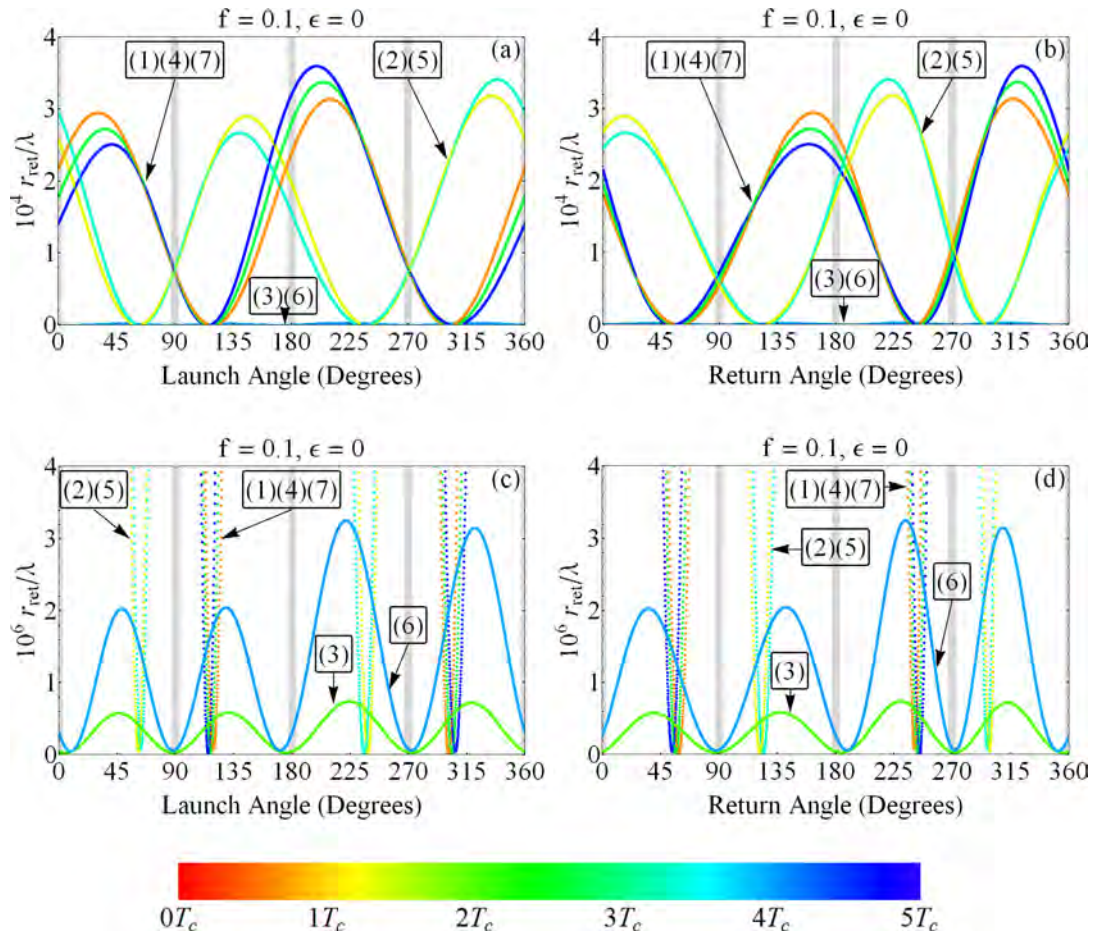 f = 0.1, ϵ = 0
f = 0.1, ϵ = 0
4
(a)
(1)(4)(7)
(2)(5)
3
10⁴ r_ret/λ
2
1
(3)(6)
0
0 45 90 135 180 225 270 315 360
Launch Angle (Degrees)
4
(b)
(1)(4)(7)
(2)(5)
3
10⁴ r_ret/λ
2
1
(3)(6)
0
0 45 90 135 180 225 270 315 360
Return Angle (Degrees)
f = 0.1, ϵ = 0
f = 0.1, ϵ = 0
4
(c)
(2)(5)
(1)(4)(7)
3
10⁶ r_ret/λ
2
(6)
(3)
1
0
0 45 90 135 180 225 270 315 360
Launch Angle (Degrees)
4
(d)
(1)(4)(7)
3
(2)(5)
10⁶ r_ret/λ
(6)
2
(3)
1
0
0 45 90 135 180 225 270 315 360
Return Angle (Degrees)
0T_c 1T_c 2T_c 3T_c 4T_c 5T_c